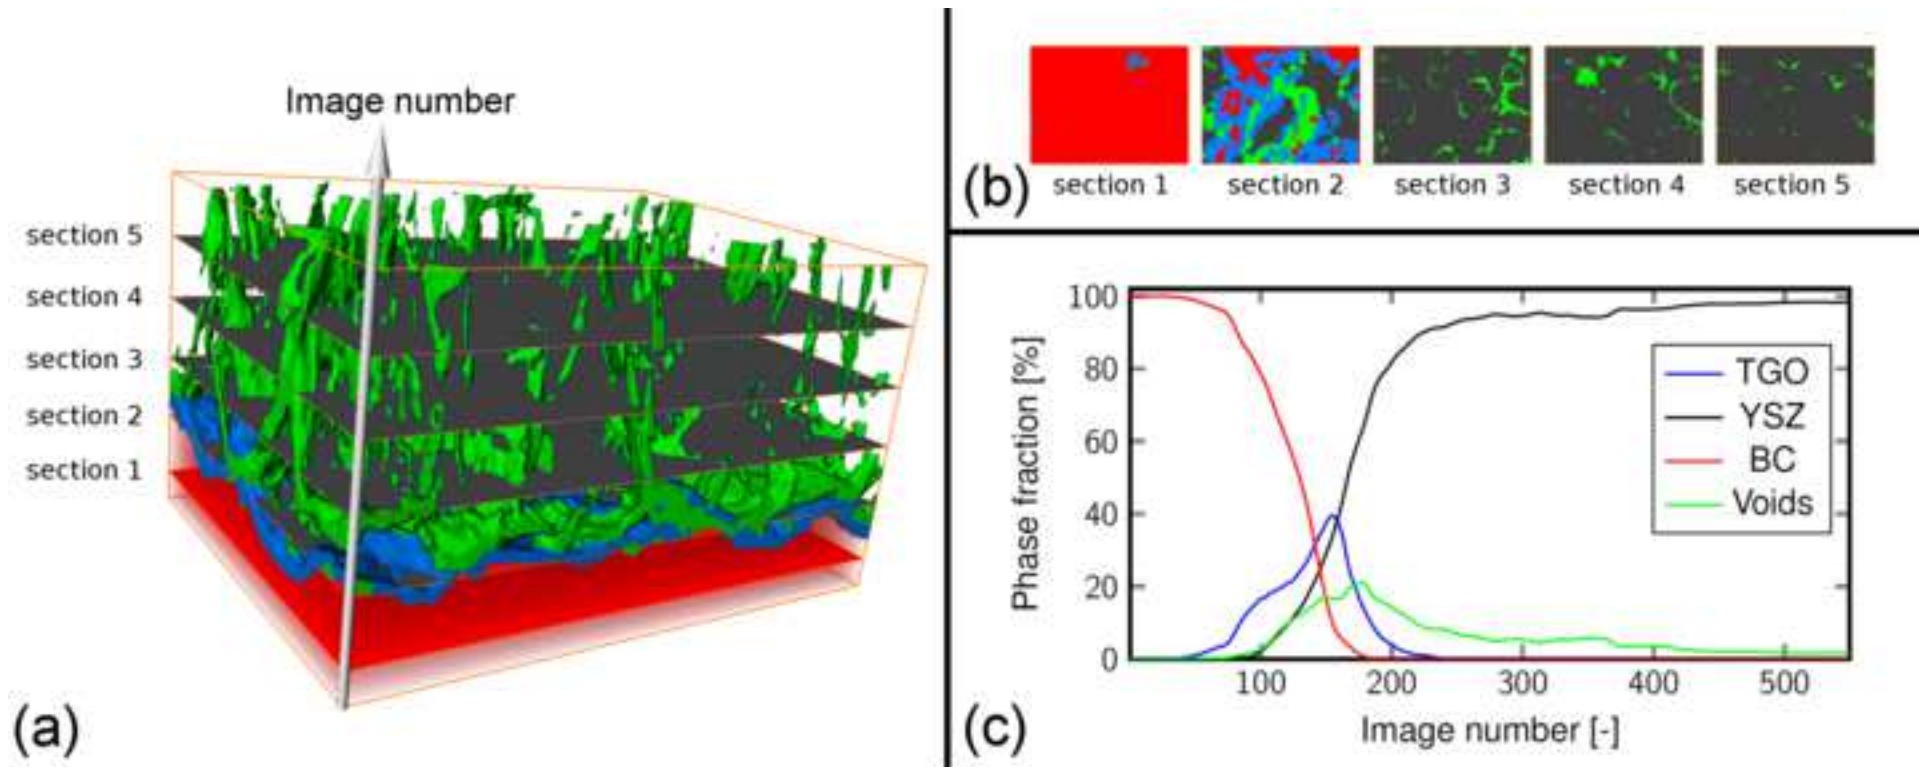 Image number
section 5
section 4
section 3
section 2
section 1
(a)
(b)
section 1 section 2 section 3 section 4 section 5
Phase fraction [%]
100
80
60
40
20
0
TGO
YSZ
BC
Voids
100 200 300 400 500
Image number [-]
(c)